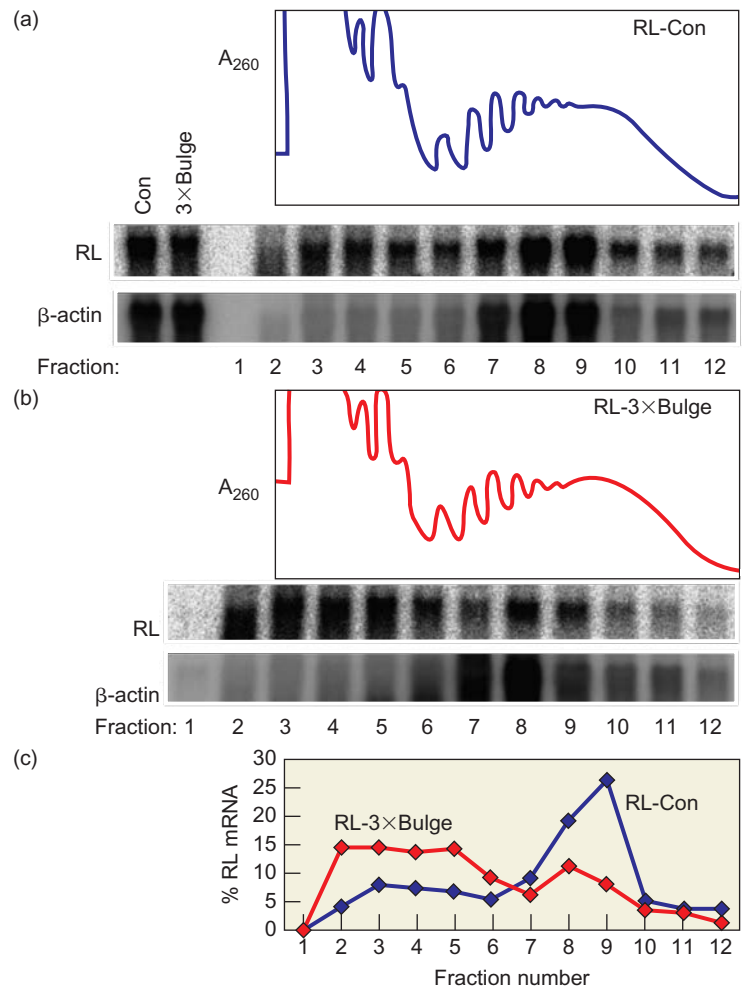 (a)
RL-Con
A260
Con
3×Bulge
RL
β-actin
Fraction: 1 2 3 4 5 6 7 8 9 10 11 12
(b)
RL-3×Bulge
A260
RL
β-actin
Fraction: 1 2 3 4 5 6 7 8 9 10 11 12
(c)
30
25
20
15
10
5
0
% RL mRNA
RL-3×Bulge
RL-Con
1 2 3 4 5 6 7 8 9 10 11 12
Fraction number